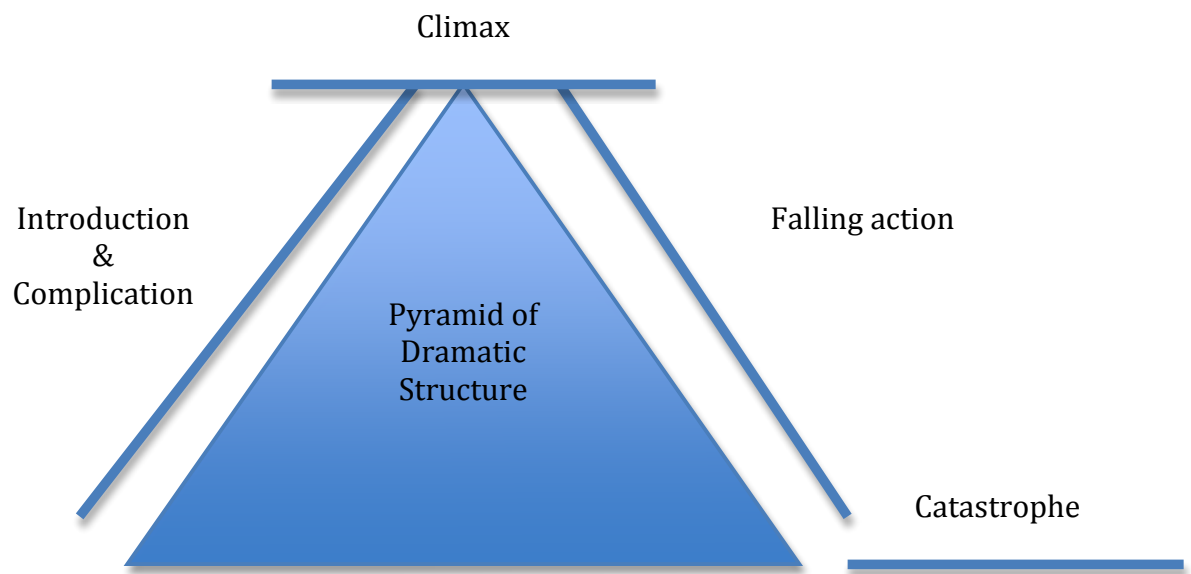 Climax
Introduction
&
Complication
Falling action
Pyramid of
Dramatic
Structure
Catastrophe